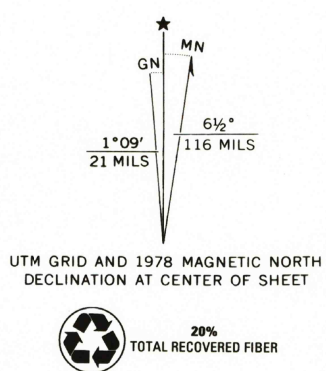 MN
GN
6½°
1°09′
116 MILS
21 MILS
UTM GRID AND 1978 MAGNETIC NORTH
DECLINATION AT CENTER OF SHEET
20%
TOTAL RECOVERED FIBER